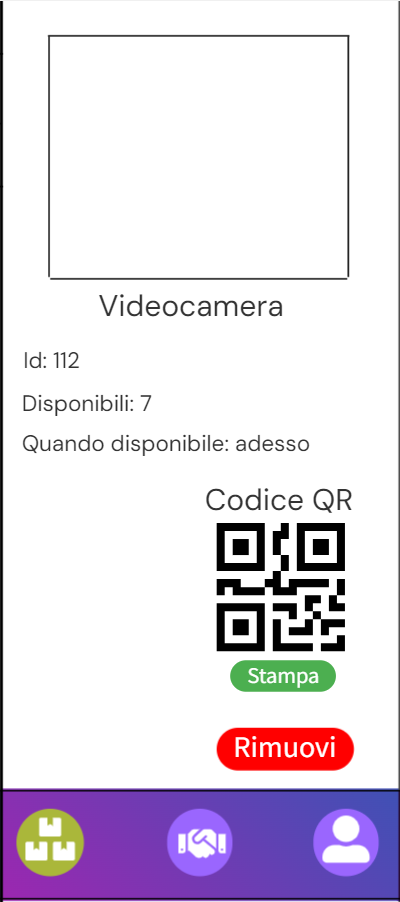 Videocamera
Id: 112
Disponibili: 7
Quando disponibile: adesso
Codice QR
Stampa
Rimuovi